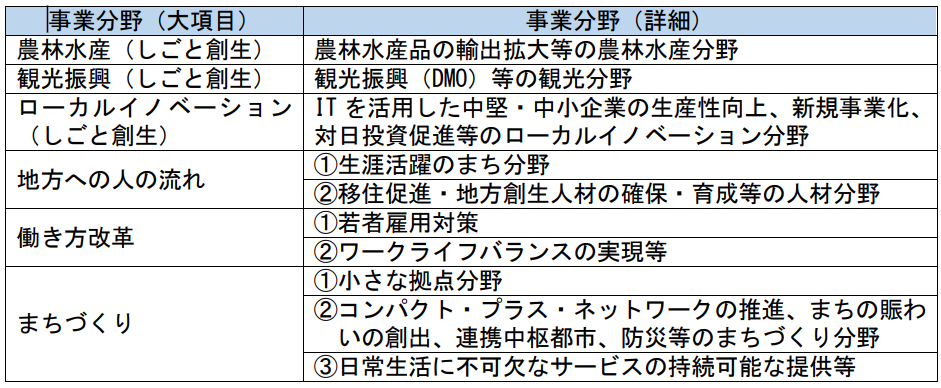 事業分野（大項目）
事業分野（詳細）
農林水産（しごと創生）
農林水産品の輸出拡大等の農林水産分野
観光振興（しごと創生）
観光振興（DMO）等の観光分野
ローカルイノベーション
（しごと創生）
ITを活用した中堅・中小企業の生産性向上、新規事業化、
対日投資促進等のローカルイノベーション分野
地方への人の流れ
①生涯活躍のまち分野
②移住促進・地方創生人材の確保・育成等の人材分野
働き方改革
①若者雇用対策
②ワークライフバランスの実現等
まちづくり
①小さな拠点分野
②コンパクト・プラス・ネットワークの推進、まちの賑わ
いの創出、連携中枢都市、防災等のまちづくり分野
③日常生活に不可欠なサービスの持続可能な提供等